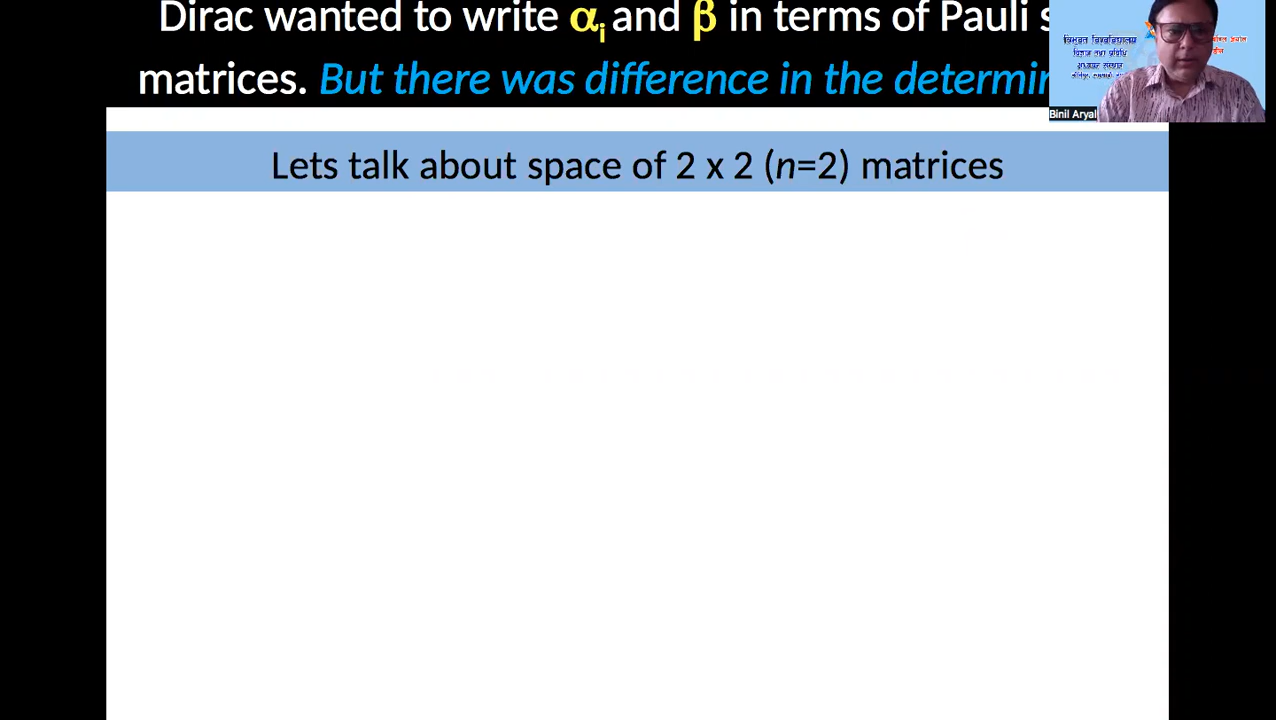 Dirac wanted to write αi and β in terms of Pauli s
matrices. But there was difference in the determin
Lets talk about space of 2 x 2 (n=2) matrices
Binil Aryal